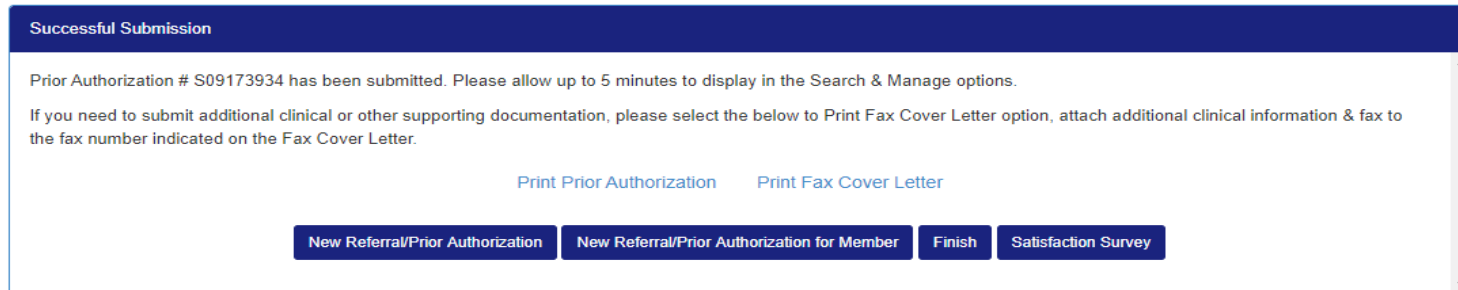 Successful Submission
Prior Authorization # S09173934 has been submitted. Please allow up to 5 minutes to display in the Search & Manage options.
If you need to submit additional clinical or other supporting documentation, please select the below to Print Fax Cover Letter option, attach additional clinical information & fax to
the fax number indicated on the Fax Cover Letter.
Print Prior Authorization Print Fax Cover Letter
New Referral/Prior Authorization New Referral/Prior Authorization for Member Finish Satisfaction Survey